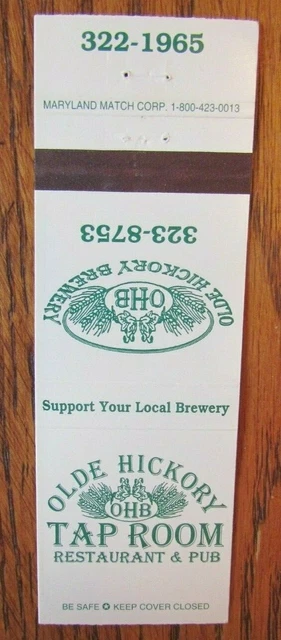 322-1965
MARYLAND MATCH CORP. 1-800-423-0013
323-8753
OLDE HICKORY BREWERY
OHB
Support Your Local Brewery
OLDE HICKORY
OHB
TAP ROOM
RESTAURANT & PUB
BE SAFE ✪ KEEP COVER CLOSED